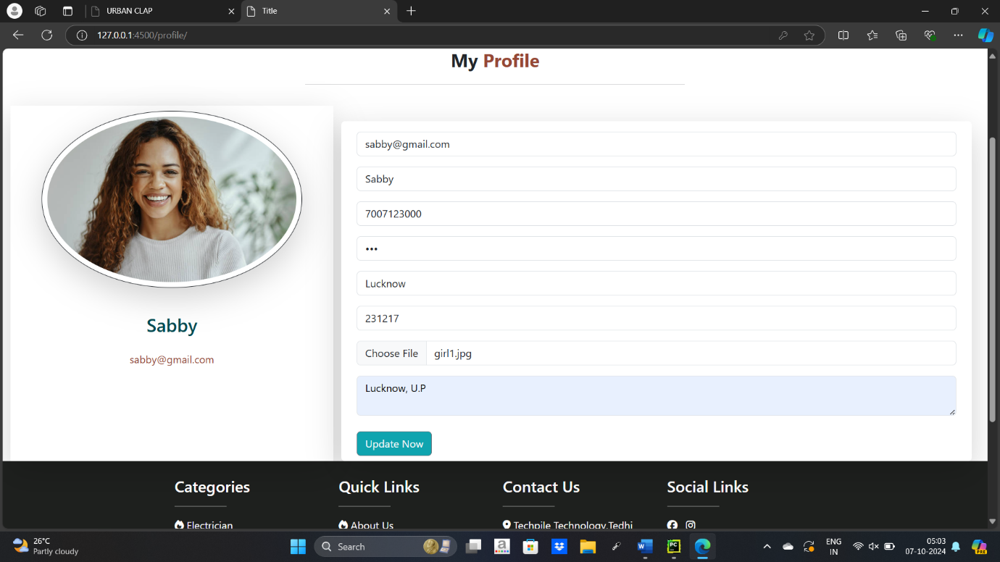 URBAN CLAP
Title
127.0.0.1:4500/profile/
My Profile
sabby@gmail.com
Sabby
7007123000
•••
Lucknow
231217
Choose File girl1.jpg
Lucknow, U.P
Update Now
Sabby
sabby@gmail.com
Categories
Electrician
Quick Links
About Us
Contact Us
Techpile Technology,Tedhi
Social Links
26°C
Partly cloudy
Search
a
W
PC
PRE
ENG
IN
05:03
07-10-2024